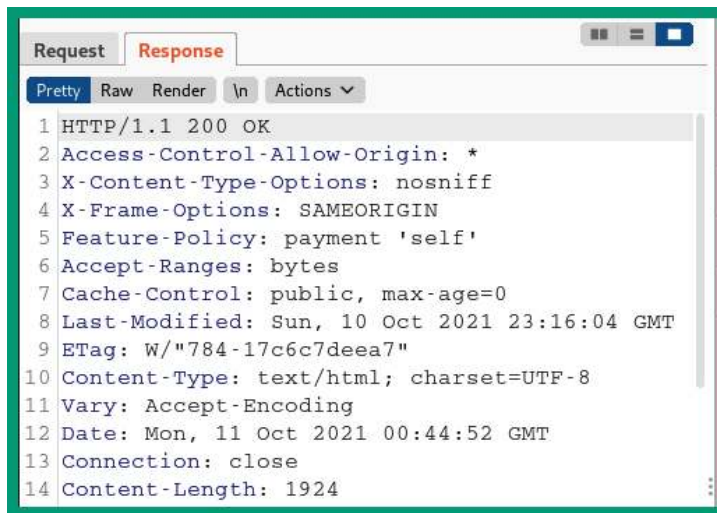 Request Response
Pretty Raw Render \n Actions
1 HTTP/1.1 200 OK
2 Access-Control-Allow-Origin: *
3 X-Content-Type-Options: nosniff
4 X-Frame-Options: SAMEORIGIN
5 Feature-Policy: payment 'self'
6 Accept-Ranges: bytes
7 Cache-Control: public, max-age=0
8 Last-Modified: Sun, 10 Oct 2021 23:16:04 GMT
9 ETag: W/"784-17c6c7deea7"
10 Content-Type: text/html; charset=UTF-8
11 Vary: Accept-Encoding
12 Date: Mon, 11 Oct 2021 00:44:52 GMT
13 Connection: close
14 Content-Length: 1924